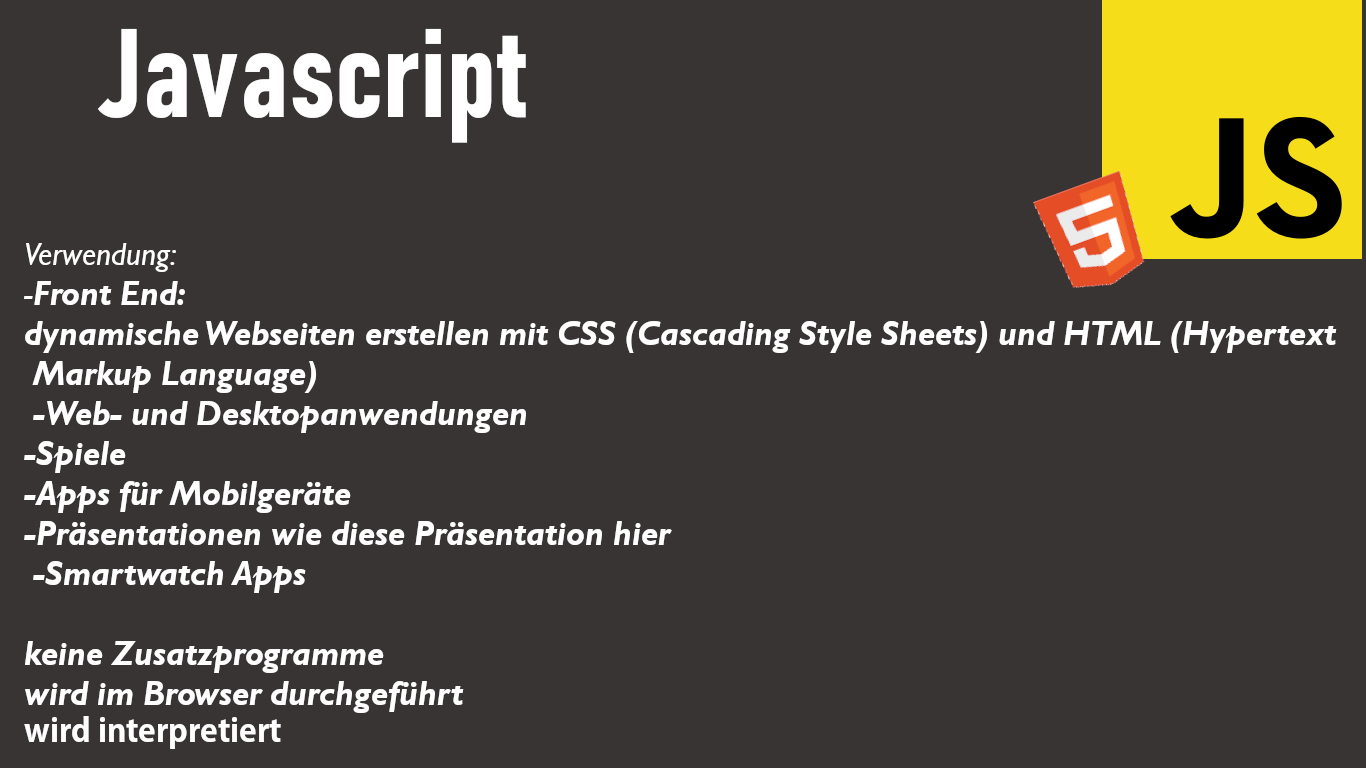 Javascript
JS
5
Verwendung:
-Front End:
dynamische Webseiten erstellen mit CSS (Cascading Style Sheets) und HTML (Hypertext
Markup Language)
-Web- und Desktopanwendungen
-Spiele
-Apps für Mobilgeräte
-Präsentationen wie diese Präsentation hier
-Smartwatch Apps
keine Zusatzprogramme
wird im Browser durchgeführt
wird interpretiert